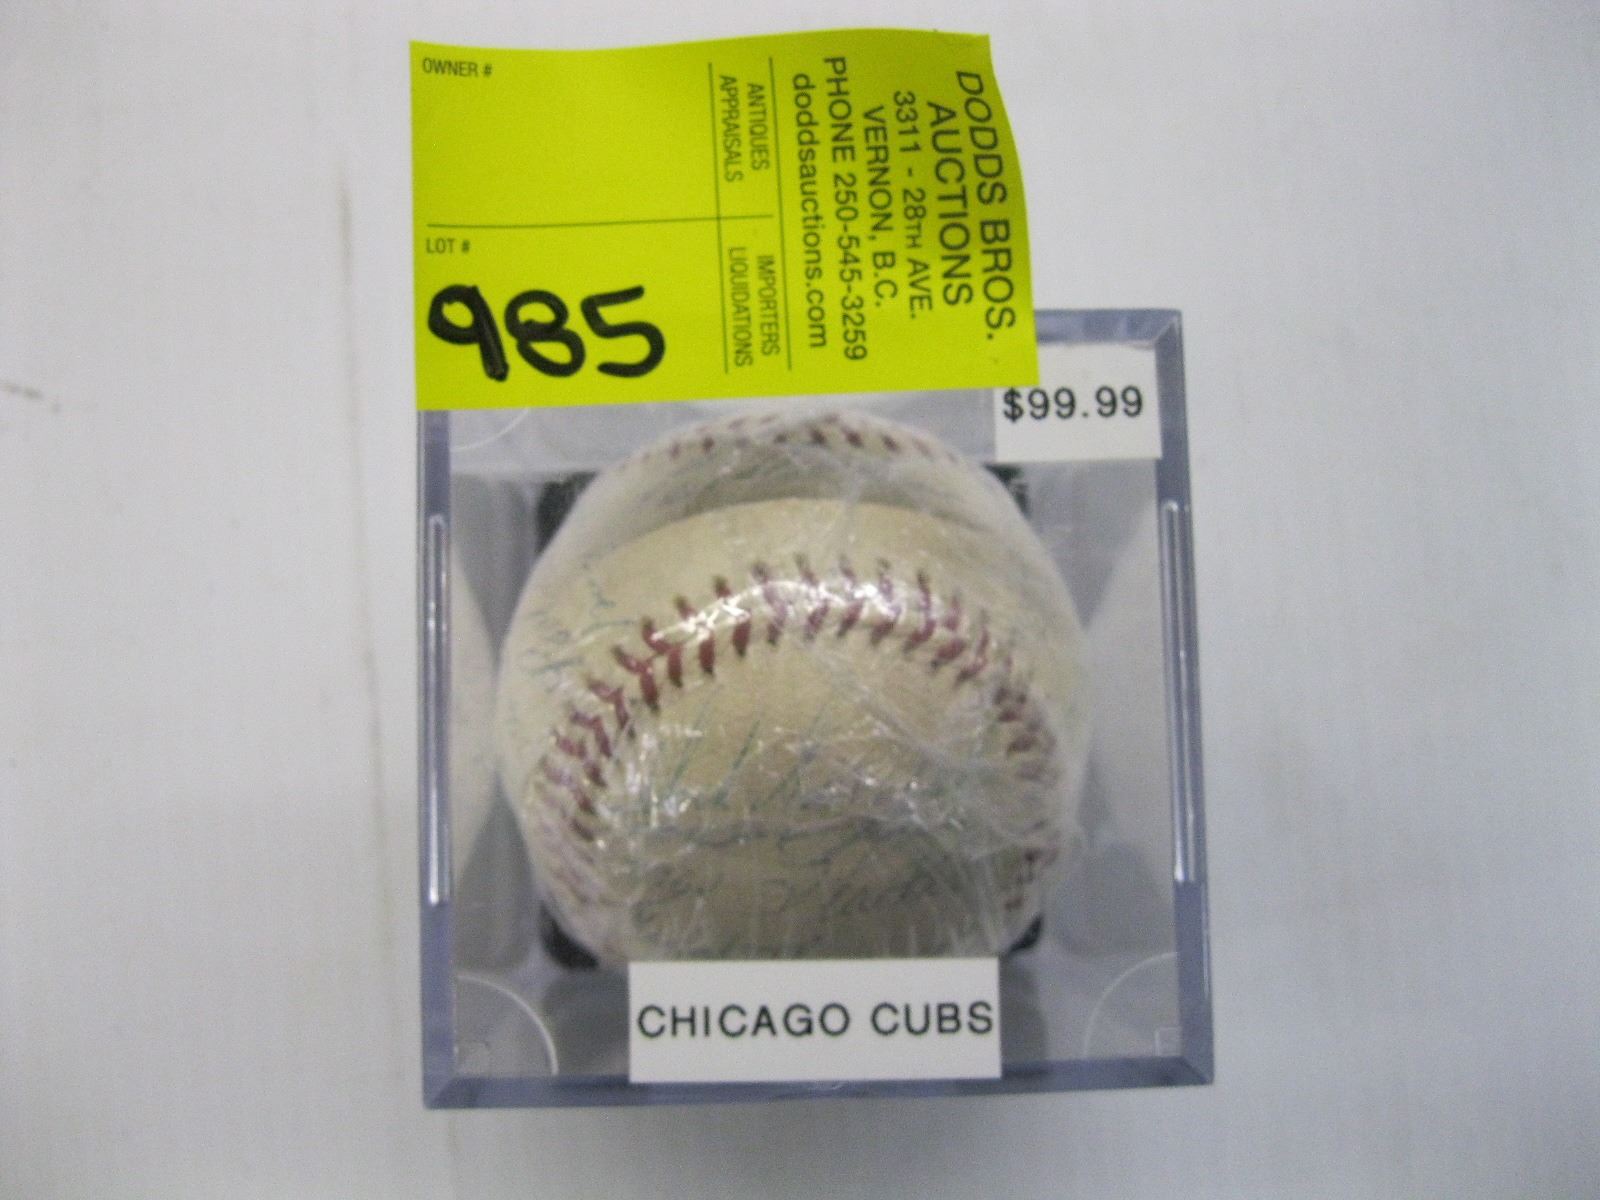 OWNER #
LOT #
985
DODDS BROS.
AUCTIONS
3311 - 28TH AVE.
VERNON, B.C.
PHONE 250-545-3259
doddsauctions.com
ANTIQUES
APPRAISALS
IMPORTERS
LIQUIDATIONS
$99.99
CHICAGO CUBS